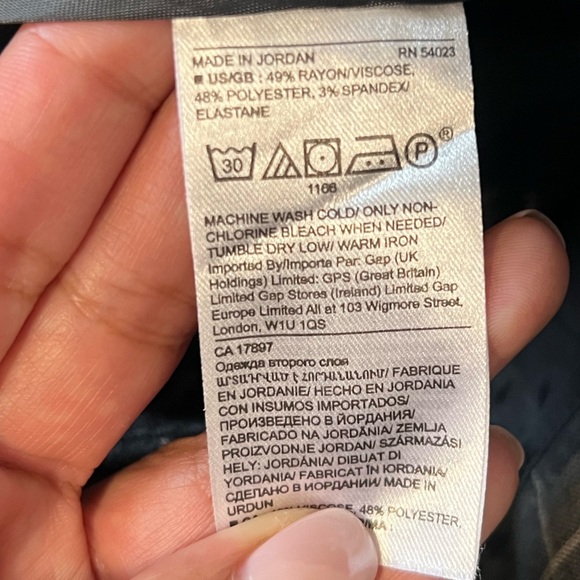 MADE IN JORDAN RN 54023
■ US/GB : 49% RAYON/VISCOSE,
48% POLYESTER, 3% SPANDEX/
ELASTANE
30 P ®
1166
MACHINE WASH COLD/ ONLY NON-
CHLORINE BLEACH WHEN NEEDED/
TUMBLE DRY LOW/ WARM IRON
Imported By/Importa Par: Gap (UK
Holdings) Limited: GPS (Great Britain)
Limited Gap Stores (Ireland) Limited Gap
Europe Limited All at 103 Wigmore Street,
London, W1U 1QS
CA 17897
Одежда второго слоя
ԱՐՏԱԴՐՎԱԾ Է ՀՈՐԴԱՆԱՆՈՒՄ/ FABRIQUE
EN JORDANIE/ HECHO EN JORDANIA
CON INSUMOS IMPORTADOS/
ПРОИЗВЕДЕНО В ЙОРДАНИЯ/
FABRICADO NA JORDÃNIA/ ZEMLJA
PROIZVODNJE JORDAN/ SZÁRMAZÁSI
HELY: JORDÁNIA/ DIBUAT DI
YORDANIA/ FABRICAT ÎN IORDANIA/
СДЕЛАНО В ИОРДАНИИ/ MADE IN
URDUN
VISCOSE, 48% POLYESTER,